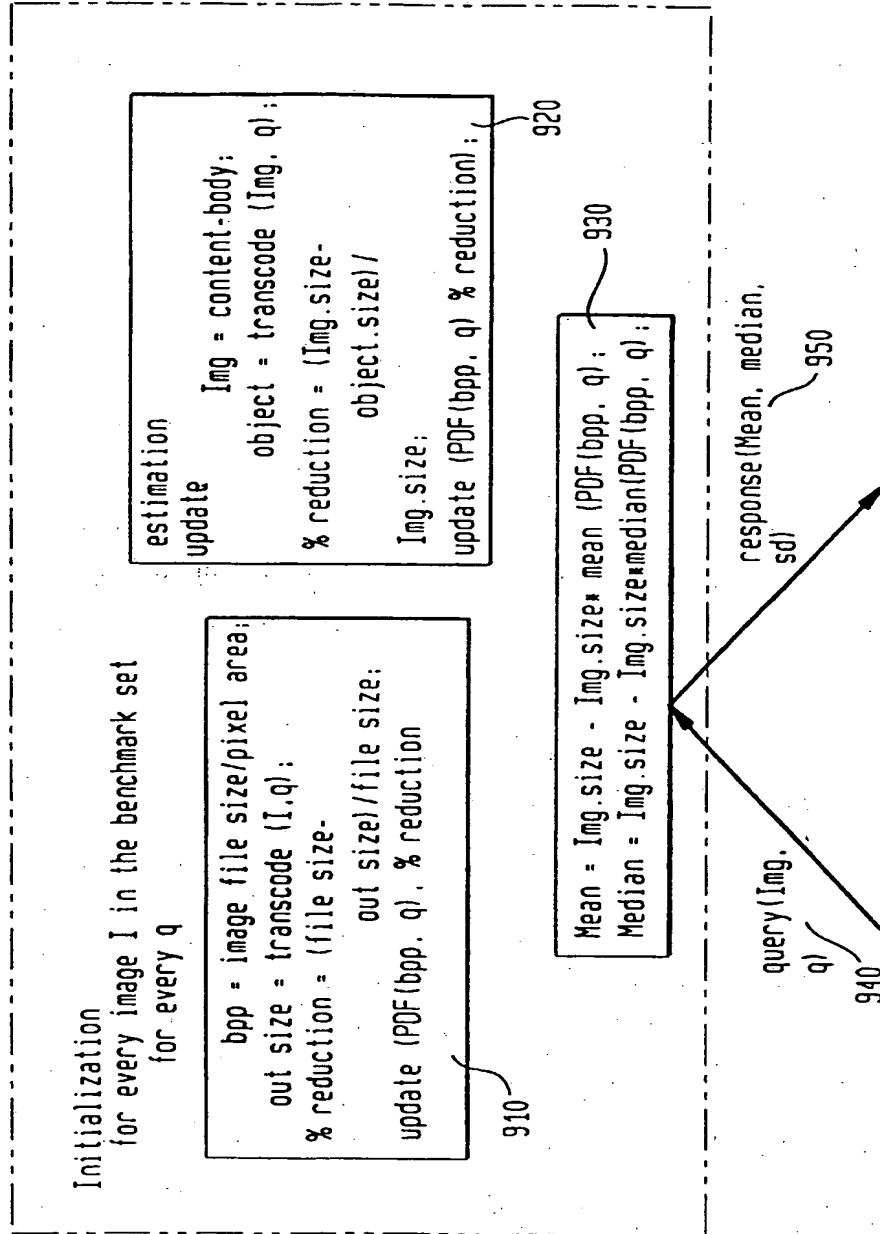 Initialization
for every image I in the benchmark set
for every q
bpp = image file size/pixel area;
out size = transcode (I,q);
% reduction = (file size-
out size)/file size;
update (PDF(bpp, q), % reduction
910
estimation
update
Img = content-body;
object = transcode (Img, q);
% reduction = (Img.size-
object.size)/
Img.size;
update (PDF(bpp, q) % reduction);
920
Mean = Img.size - Img.size* mean (PDF(bpp, q);
Median = Img.size - Img.size*median(PDF(bpp, q);
930
query(Img,
q)
940
response(Mean, median,
sd)
950